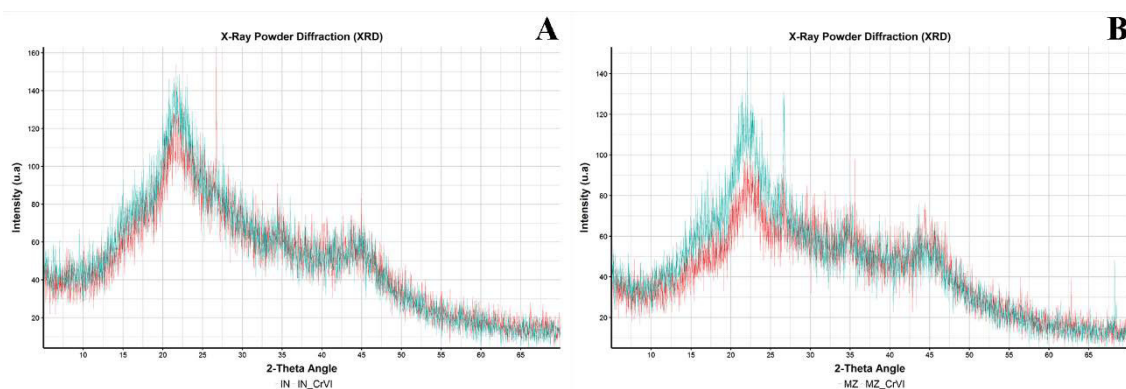 X-Ray Powder Diffraction (XRD)
A
Intensity (u.a)
160
140
120
100
80
60
40
20
10 15 20 25 30 35 40 45 50 55 60 65
2-Theta Angle
IN IN_CrVI
X-Ray Powder Diffraction (XRD)
B
Intensity (u.a)
140
120
100
80
60
40
20
10 15 20 25 30 35 40 45 50 55 60 65
2-Theta Angle
MZ MZ_CrVI